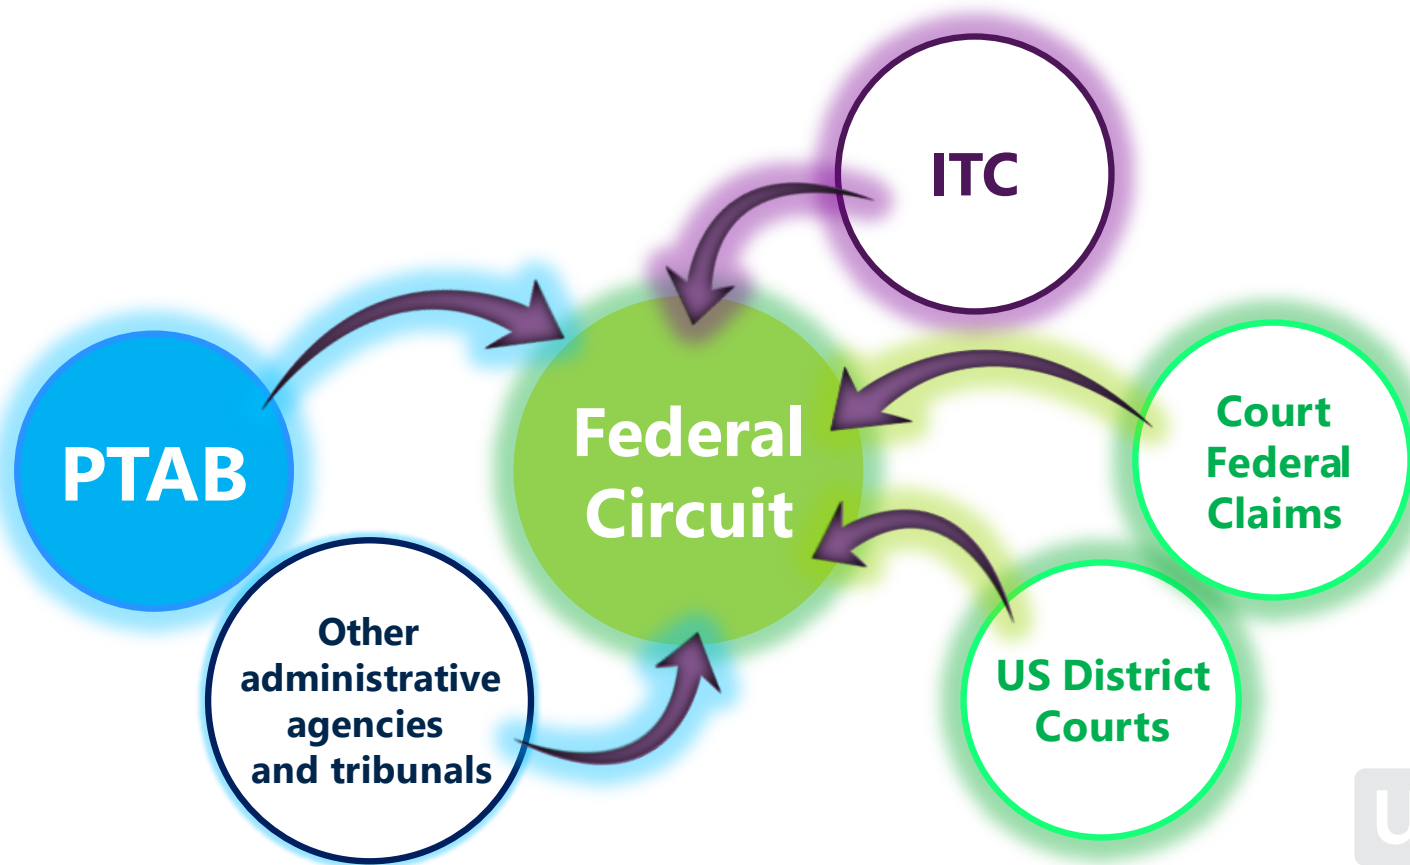 ITC
PTAB
Federal
Circuit
Court
Federal
Claims
Other
administrative
agencies
and tribunals
US District
Courts
U